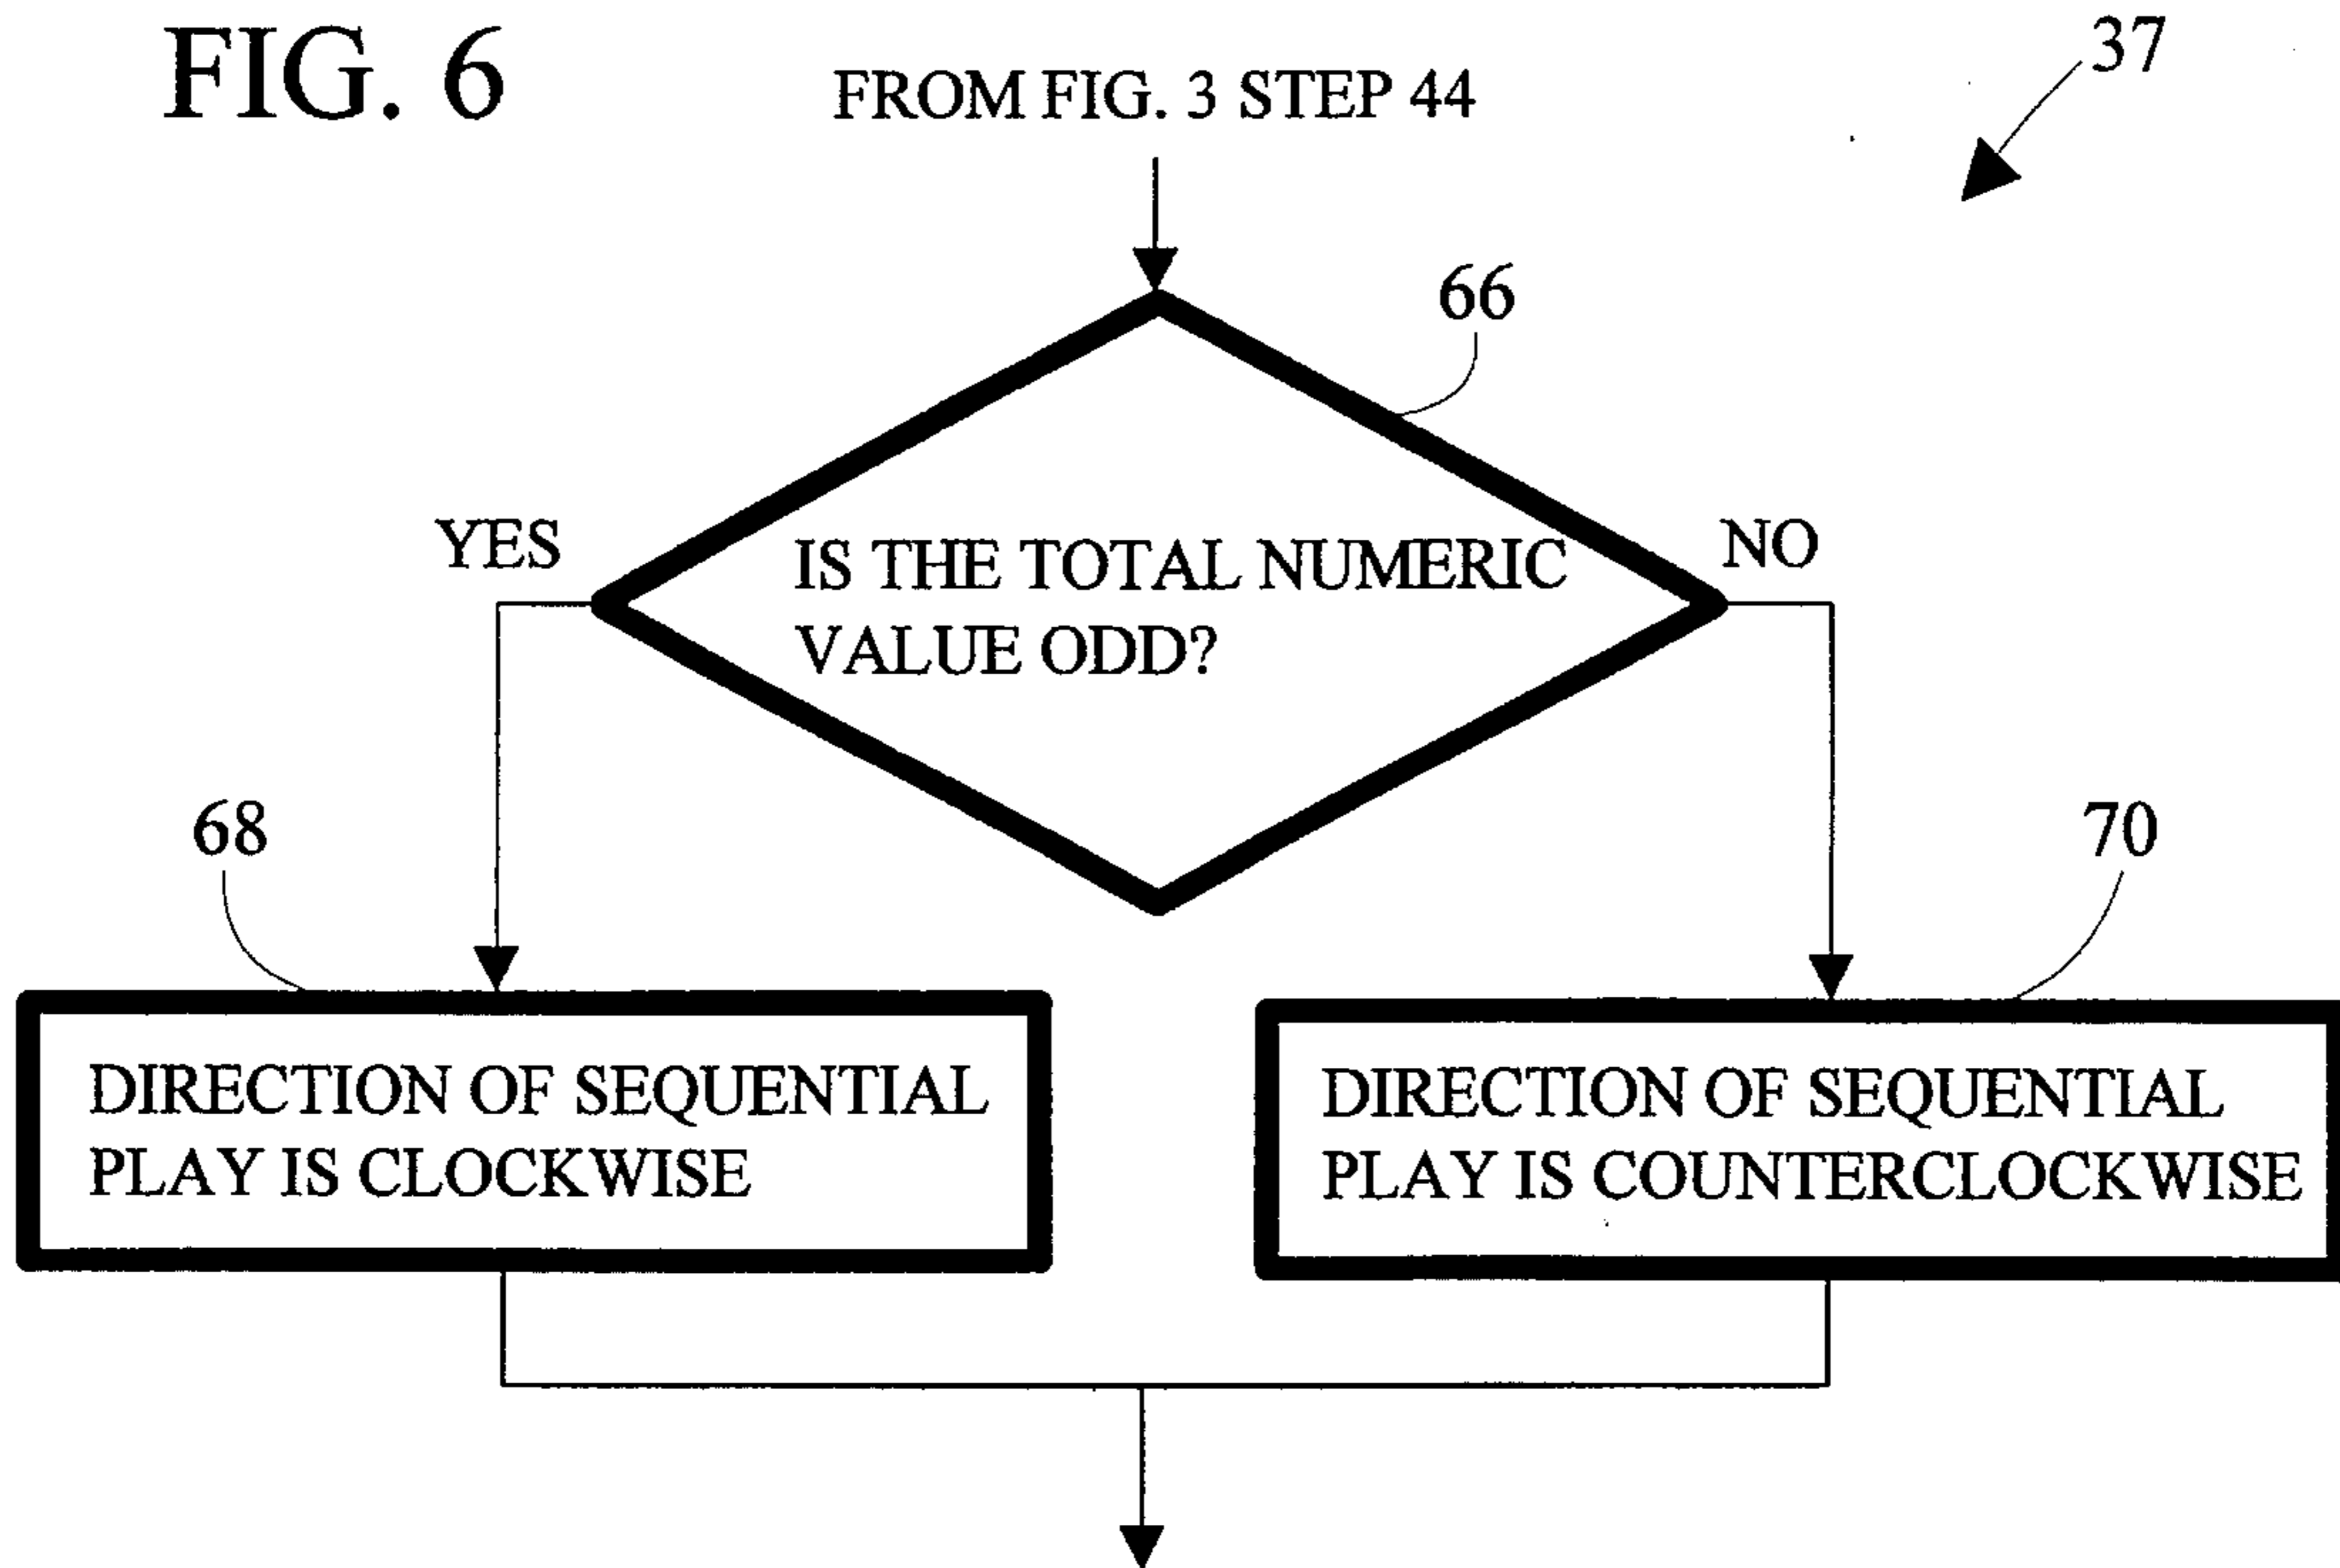 FIG. 6
FROM FIG. 3 STEP 44
37
66
YES
IS THE TOTAL NUMERIC
VALUE ODD?
NO
68
70
DIRECTION OF SEQUENTIAL
PLAY IS CLOCKWISE
DIRECTION OF SEQUENTIAL
PLAY IS COUNTERCLOCKWISE